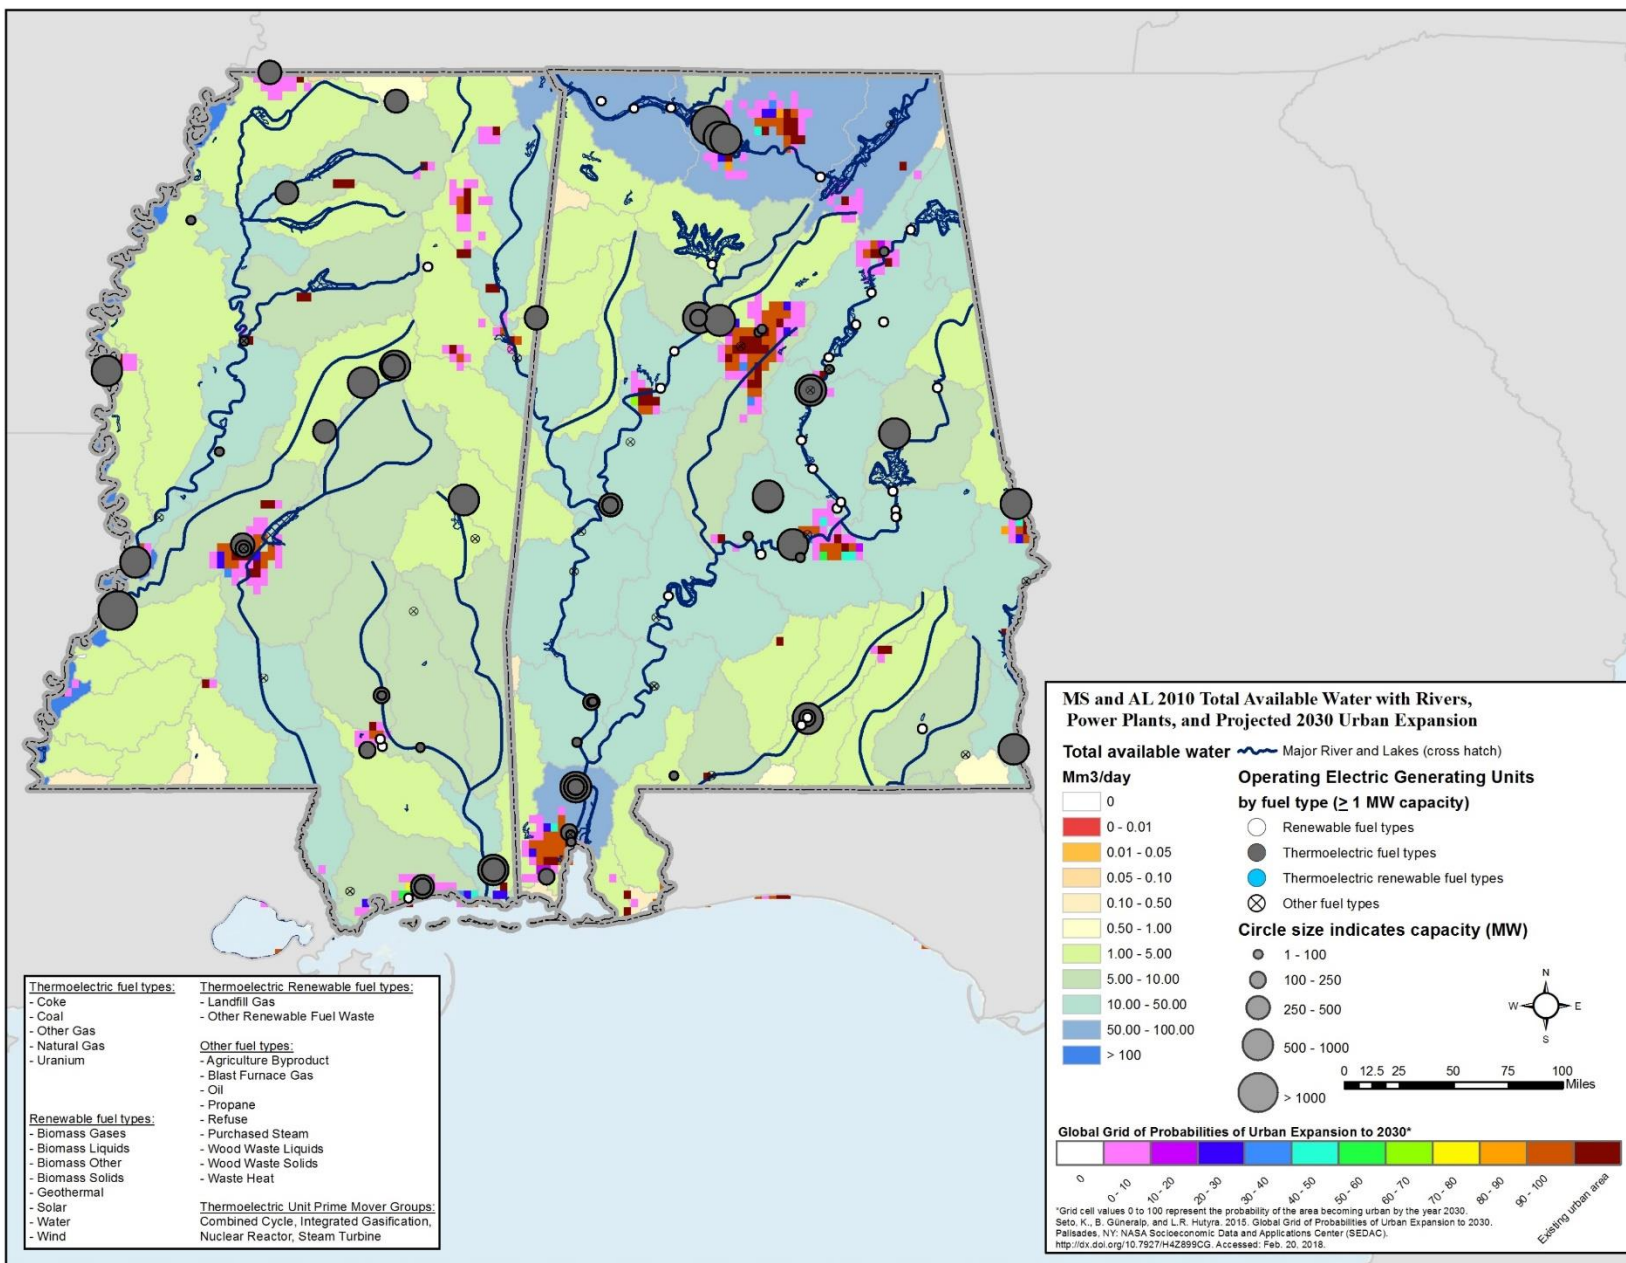 MS and AL 2010 Total Available Water with Rivers,
Power Plants, and Projected 2030 Urban Expansion
Total available water
Mm3/day
0
0 - 0.01
0.01 - 0.05
0.05 - 0.10
0.10 - 0.50
0.50 - 1.00
1.00 - 5.00
5.00 - 10.00
10.00 - 50.00
50.00 - 100.00
> 100
Major River and Lakes (cross hatch)
Operating Electric Generating Units
by fuel type (≥ 1 MW capacity)
Renewable fuel types
Thermoelectric fuel types
Thermoelectric renewable fuel types
Other fuel types
Circle size indicates capacity (MW)
1 - 100
100 - 250
250 - 500
500 - 1000
> 1000
N
W E
S
0 12.5 25 50 75 100
Miles
Global Grid of Probabilities of Urban Expansion to 2030*
0
0 - 10
10 - 20
20 - 30
30 - 40
40 - 50
50 - 60
60 - 70
70 - 80
80 - 90
90 - 100
Existing urban area
*Grid cell values 0 to 100 represent the probability of the area becoming urban by the year 2030.
Seto, K., B. Güneralp, and L.R. Hutyra. 2015. Global Grid of Probabilities of Urban Expansion to 2030.
Palisades, NY: NASA Socioeconomic Data and Applications Center (SEDAC).
http://dx.doi.org/10.7927/H4Z899CG. Accessed: Feb. 20, 2018.
Thermoelectric fuel types:
- Coke
- Coal
- Other Gas
- Natural Gas
- Uranium
Renewable fuel types:
- Biomass Gases
- Biomass Liquids
- Biomass Other
- Biomass Solids
- Geothermal
- Solar
- Water
- Wind
Thermoelectric Renewable fuel types:
- Landfill Gas
- Other Renewable Fuel Waste
Other fuel types:
- Agriculture Byproduct
- Blast Furnace Gas
- Oil
- Propane
- Refuse
- Purchased Steam
- Wood Waste Liquids
- Wood Waste Solids
- Waste Heat
Thermoelectric Unit Prime Mover Groups:
Combined Cycle, Integrated Gasification,
Nuclear Reactor, Steam Turbine